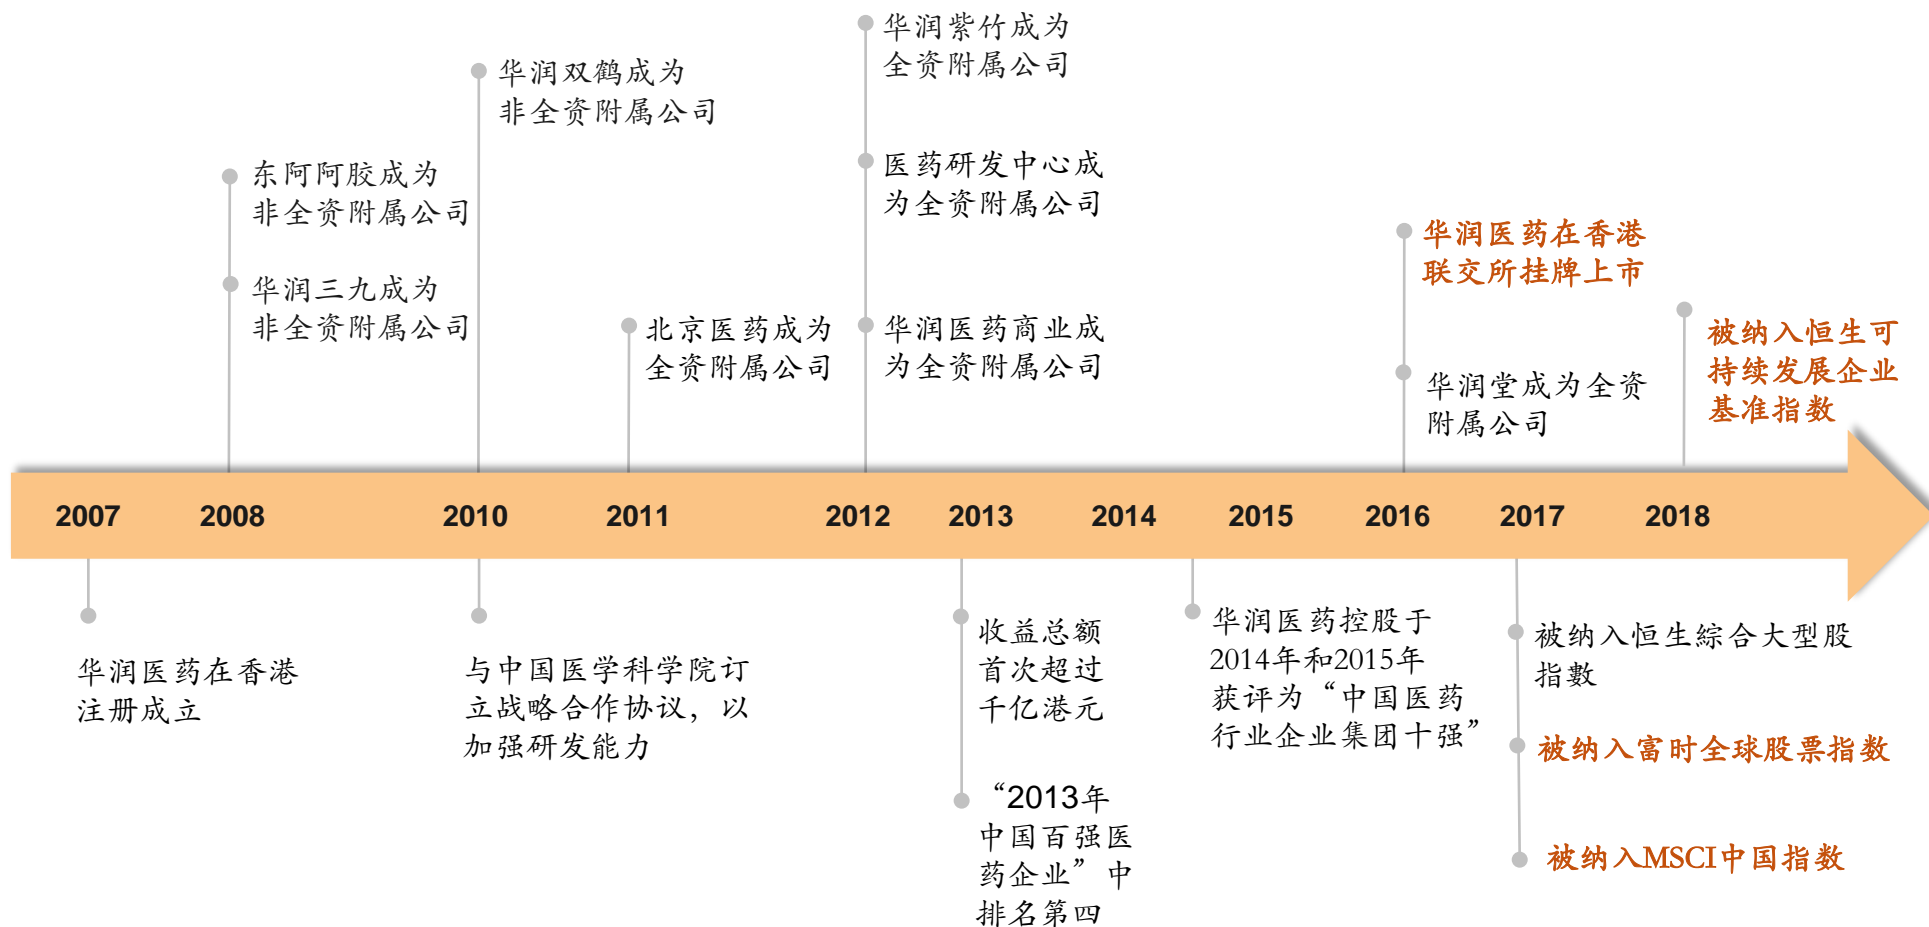 华润紫竹成为
全资附属公司
华润双鹤成为
非全资附属公司
医药研发中心成
为全资附属公司
东阿阿胶成为
非全资附属公司
华润三九成为
非全资附属公司
北京医药成为
全资附属公司
华润医药商业成
为全资附属公司
华润医药在香港
联交所挂牌上市
华润堂成为全资
附属公司
被纳入恒生可
持续发展企业
基准指数
2007
2008
2010
2011
2012
2013
2014
2015
2016
2017
2018
华润医药在香港
注册成立
与中国医学科学院订
立战略合作协议，以
加强研发能力
收益总额
首次超过
千亿港元
“2013年
中国百强医
药企业”中
排名第四
华润医药控股于
2014年和2015年
获评为“中国医药
行业企业集团十强”
被纳入恒生綜合大型股
指數
被纳入富时全球股票指数
被纳入MSCI中国指数